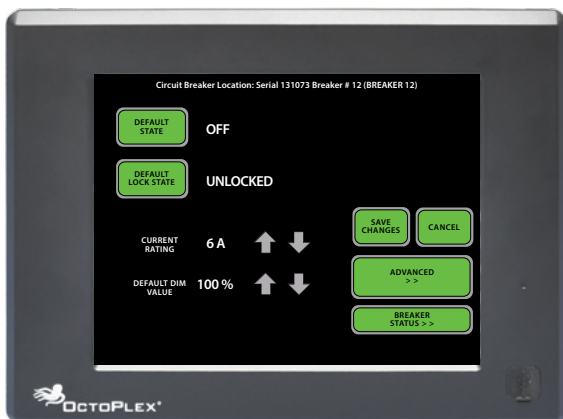 Circuit Breaker Location: Serial 131073 Breaker # 12 (BREAKER 12)
DEFAULT
STATE
OFF
DEFAULT
LOCK STATE
UNLOCKED
CURRENT
RATING
6 A
DEFAULT DIM
VALUE
100 %
SAVE
CHANGES
CANCEL
ADVANCED
> >
BREAKER
STATUS > >
OCTOPLEX®